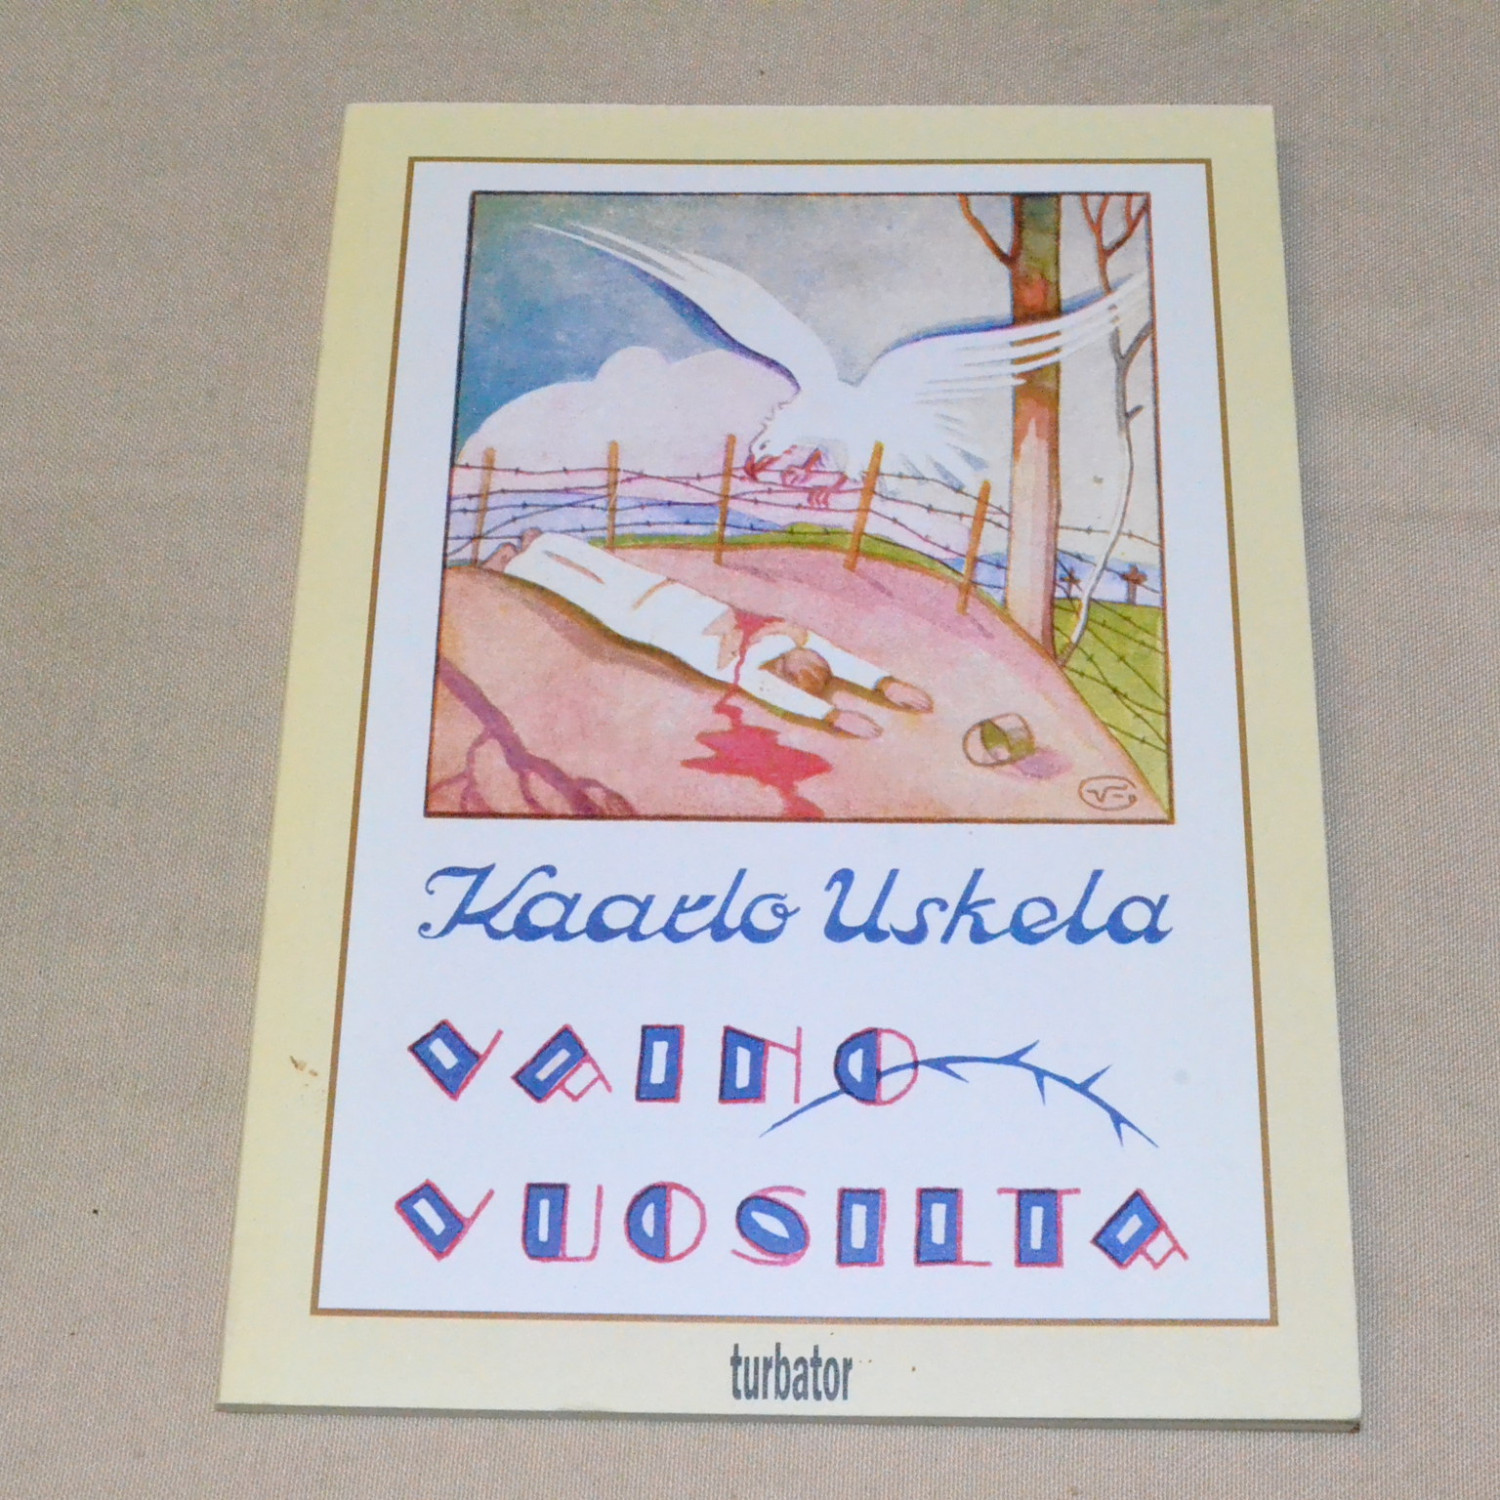 Kaarlo Uskela
VAINO
VUOSILTA
turbator